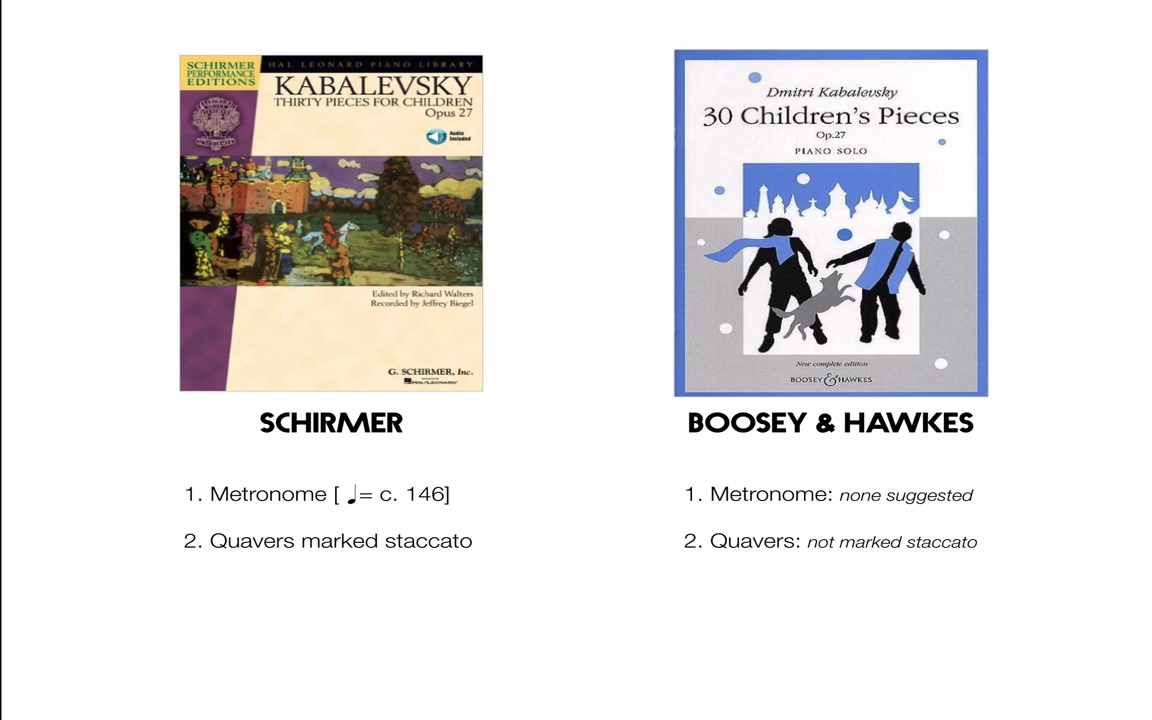 SCHIRMER
PERFORMANCE
EDITIONS
HAL LEONARD PIANO LIBRARY
KABALEVSKY
THIRTY PIECES FOR CHILDREN
Opus 27
Audio
Included
Edited by Richard Walters
Recorded by Jeffrey Biegel
G. SCHIRMER, Inc.
HAL•LEONARD
SCHIRMER
1. Metronome [ ♩= c. 146]
2. Quavers marked staccato
Dmitri Kabalevsky
30 Children's Pieces
Op.27
PIANO SOLO
New complete edition
BOOSEY & HAWKES
BOOSEY & HAWKES
1. Metronome: none suggested
2. Quavers: not marked staccato